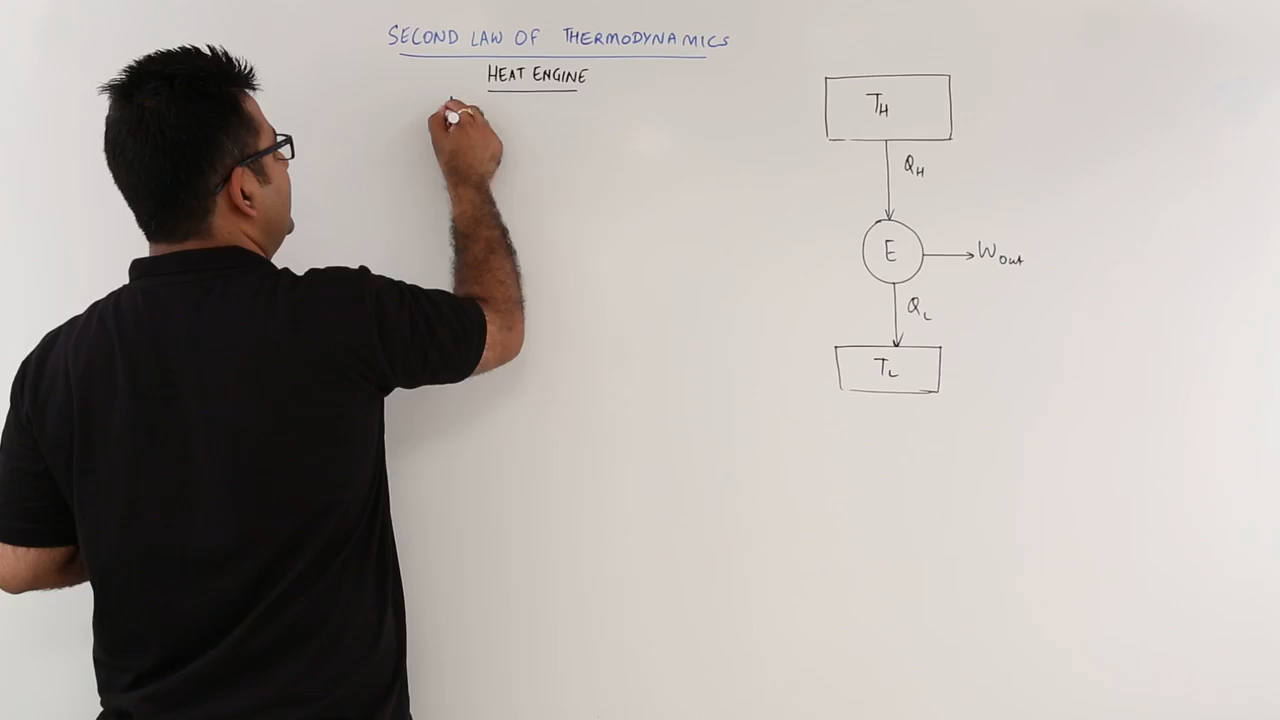 SECOND LAW OF THERMODYNAMICS
HEAT ENGINE
TH
QH
E
WOut
QL
TL